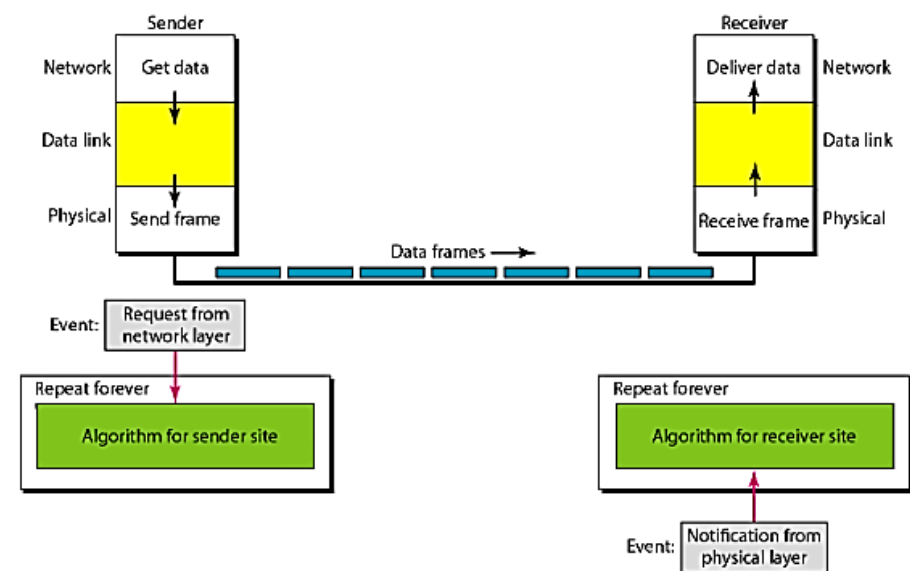 Sender
Receiver
Network
Get data
Deliver data
Network
Data link
Data link
Physical
Send frame
Receive frame
Physical
Data frames
Event:
Request from
network layer
Repeat forever
Algorithm for sender site
Repeat forever
Algorithm for receiver site
Event:
Notification from
physical layer